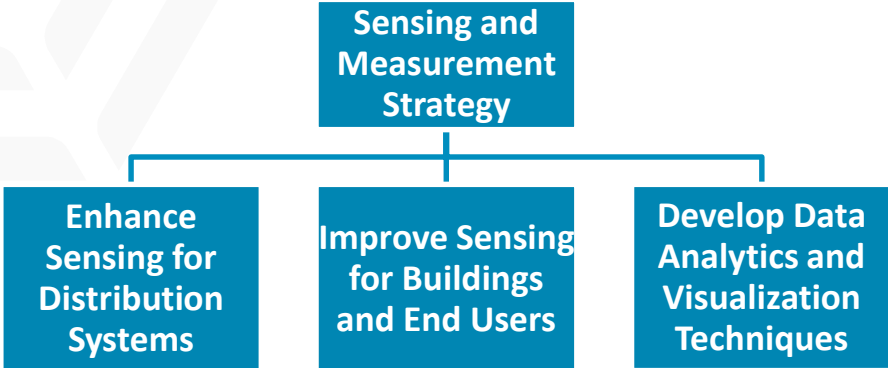 Sensing and
Measurement
Strategy
Enhance
Sensing for
Distribution
Systems
Improve Sensing
for Buildings
and End Users
Develop Data
Analytics and
Visualization
Techniques